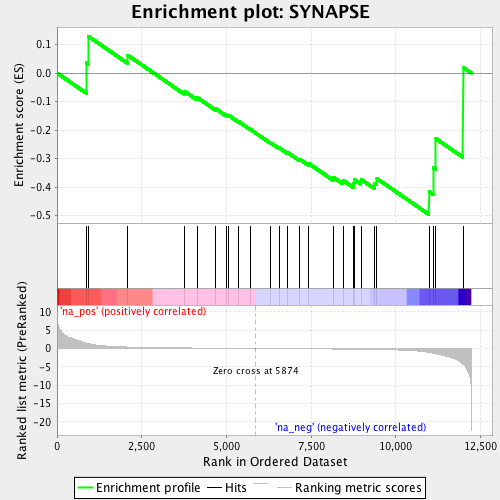 Enrichment plot: SYNAPSE
Enrichment score (ES)
0.1
0.0
-0.1
-0.2
-0.3
-0.4
-0.5
'na_pos' (positively correlated)
Ranked list metric (PreRanked)
10
5
0
-5
-10
-15
-20
Zero cross at 5874
'na_neg' (negatively correlated)
0
2,500
5,000
7,500
10,000
12,500
Rank in Ordered Dataset
Enrichment profile
Hits
Ranking metric scores